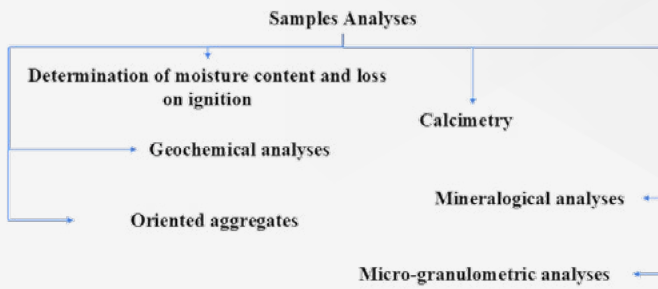 Samples Analyses
Determination of moisture content and loss
on ignition
Calcimetry
Geochemical analyses
Mineralogical analyses
Oriented aggregates
Micro-granulometric analyses